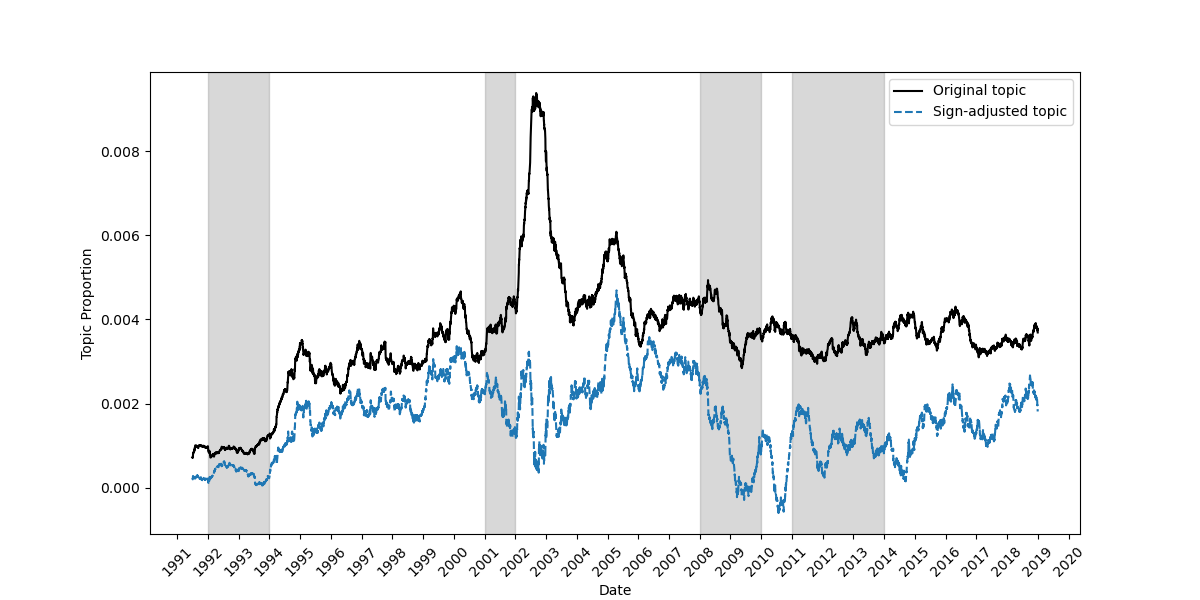 Original topic
Sign-adjusted topic
Topic Proportion
0.008
0.006
0.004
0.002
0.000
1991 1992 1993 1994 1995 1996 1997 1998 1999 2000 2001 2002 2003 2004 2005 2006 2007 2008 2009 2010 2011 2012 2013 2014 2015 2016 2017 2018 2019 2020
Date